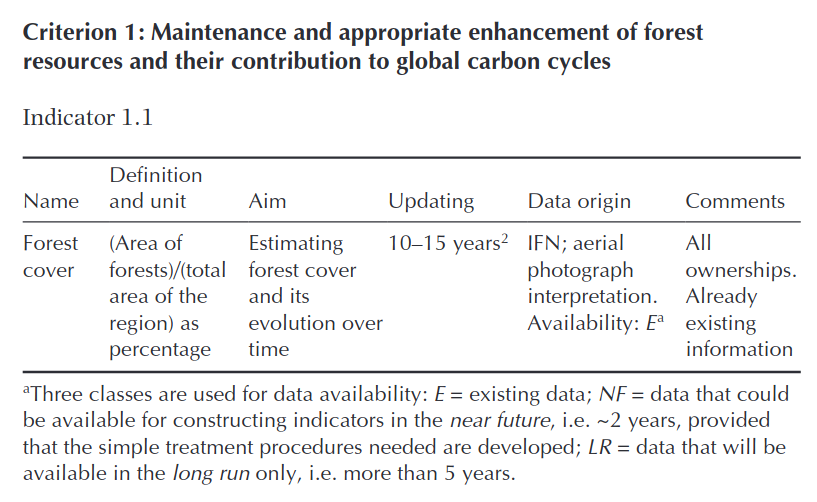 Criterion 1: Maintenance and appropriate enhancement of forest
resources and their contribution to global carbon cycles
Indicator 1.1
Name Definition and unit Aim Updating Data origin Comments
Forest (Area of Estimating 10–15 years² IFN; aerial All
cover forests)/(total forest cover photograph ownerships.
area of the and its interpretation. Already
region) as evolution over Availability: Eᵃ existing
percentage time information
ᵃThree classes are used for data availability: E = existing data; NF = data that could
be available for constructing indicators in the near future, i.e. ~2 years, provided
that the simple treatment procedures needed are developed; LR = data that will be
available in the long run only, i.e. more than 5 years.